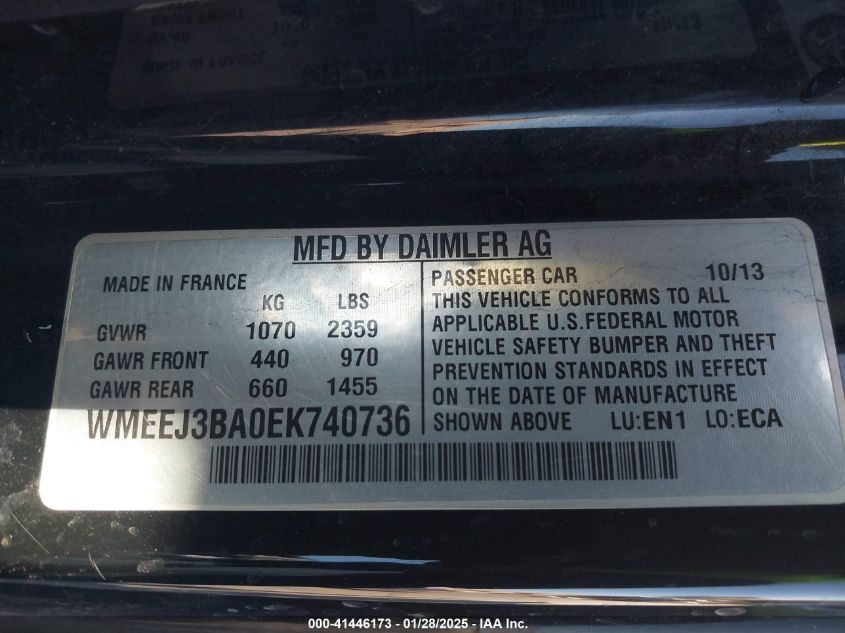 MFD BY DAIMLER AG
MADE IN FRANCE
KG LBS
GVWR 1070 2359
GAWR FRONT 440 970
GAWR REAR 660 1455
WMEEJ3BA0EK740736
PASSENGER CAR 10/13
THIS VEHICLE CONFORMS TO ALL
APPLICABLE U.S.FEDERAL MOTOR
VEHICLE SAFETY BUMPER AND THEFT
PREVENTION STANDARDS IN EFFECT
ON THE DATE OF MANUFACTURE
SHOWN ABOVE LU:EN1 LO:ECA
000-41446173 - 01/28/2025 - © IAA Inc.